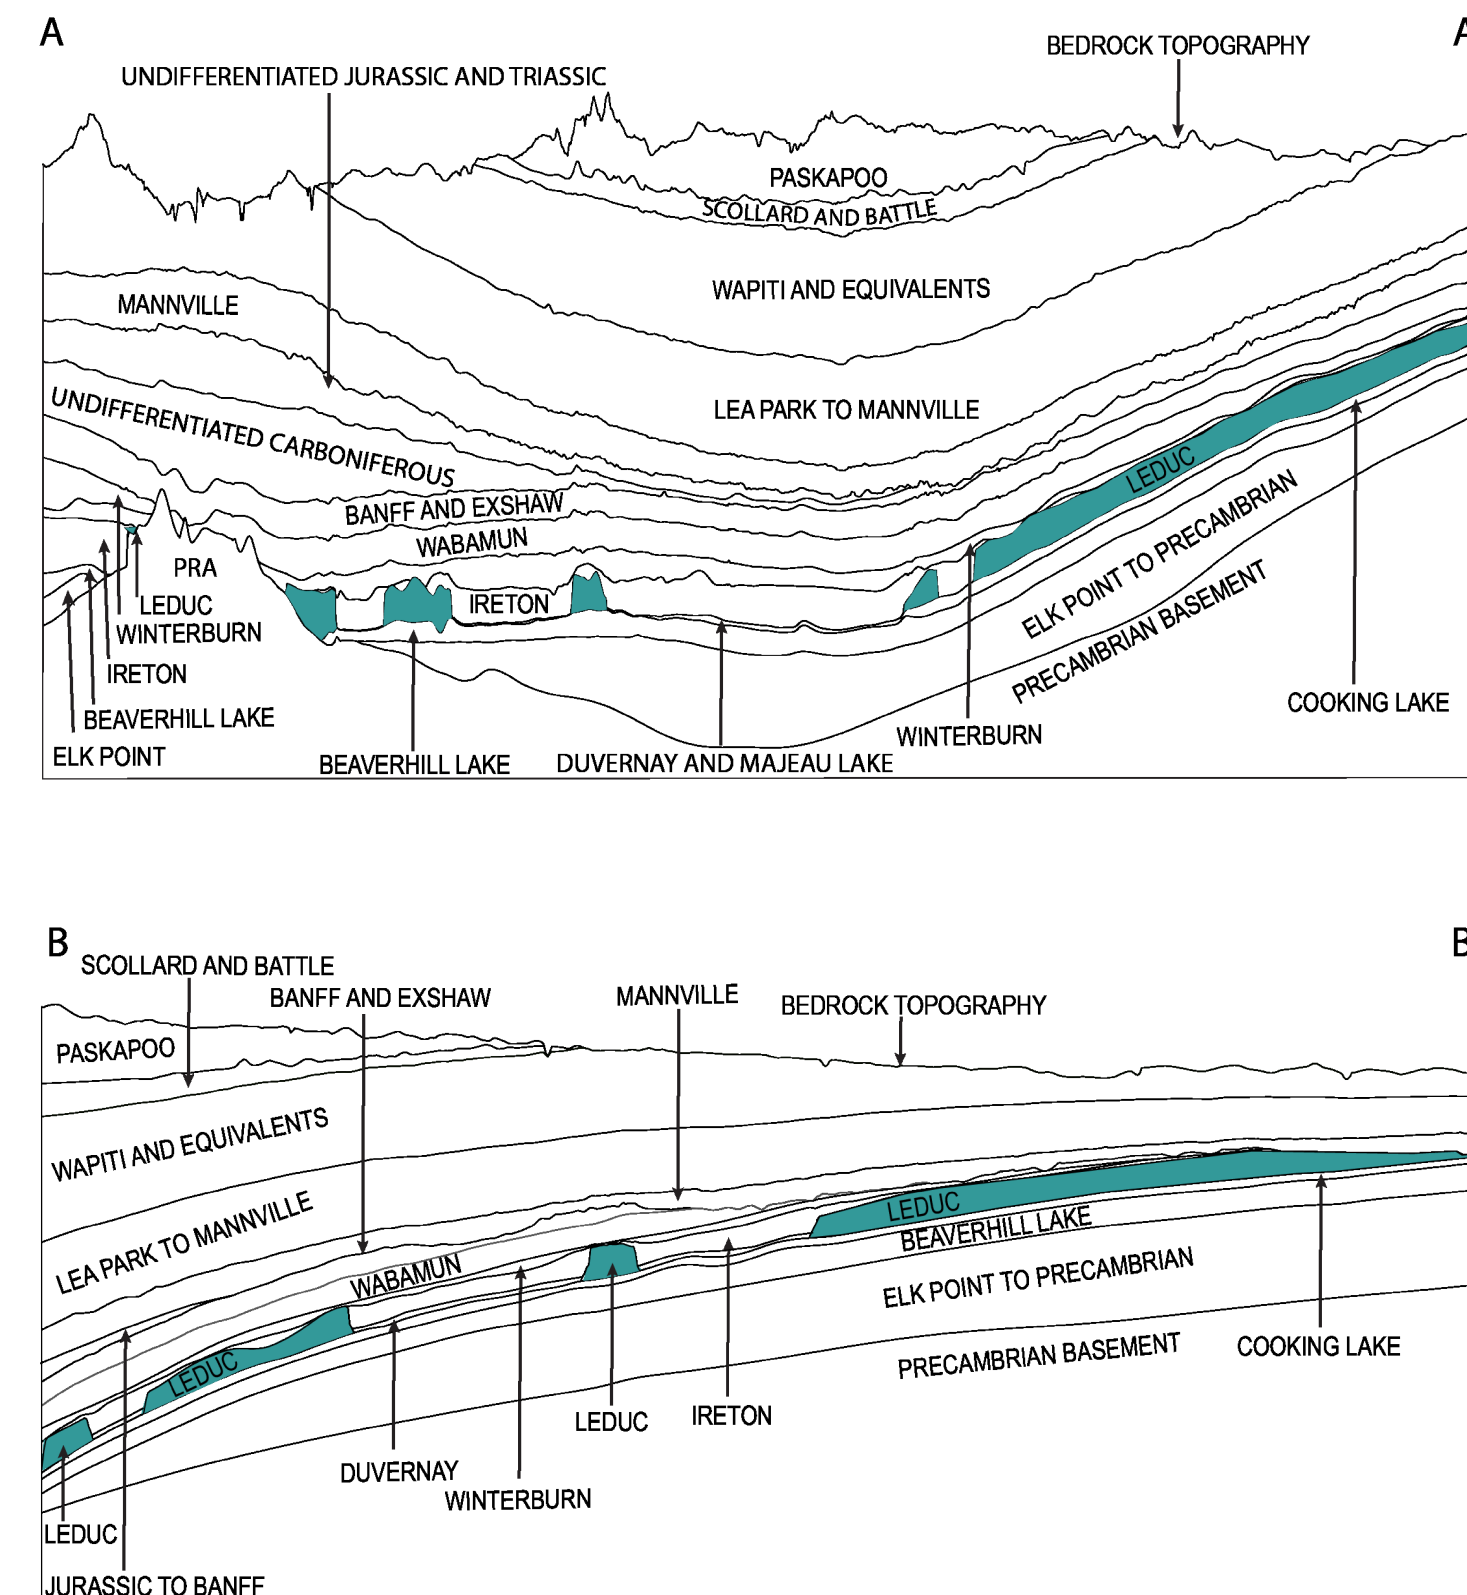 A
A
BEDROCK TOPOGRAPHY
UNDIFFERENTIATED JURASSIC AND TRIASSIC
PASKAPOO
SCOLLARD AND BATTLE
WAPITI AND EQUIVALENTS
MANNVILLE
LEA PARK TO MANNVILLE
UNDIFFERENTIATED CARBONIFEROUS
LEDUC
BANFF AND EXSHAW
WABAMUN
PRA
IRETON
ELK POINT TO PRECAMBRIAN
LEDUC
WINTERBURN
PRECAMBRIAN BASEMENT
IRETON
COOKING LAKE
BEAVERHILL LAKE
WINTERBURN
ELK POINT
BEAVERHILL LAKE
DUVERNAY AND MAJEAU LAKE
B
B
SCOLLARD AND BATTLE
BANFF AND EXSHAW
MANNVILLE
BEDROCK TOPOGRAPHY
PASKAPOO
WAPITI AND EQUIVALENTS
LEA PARK TO MANNVILLE
LEDUC
BEAVERHILL LAKE
WABAMUN
ELK POINT TO PRECAMBRIAN
COOKING LAKE
PRECAMBRIAN BASEMENT
LEDUC
LEDUC
IRETON
DUVERNAY
WINTERBURN
LEDUC
JURASSIC TO BANFF